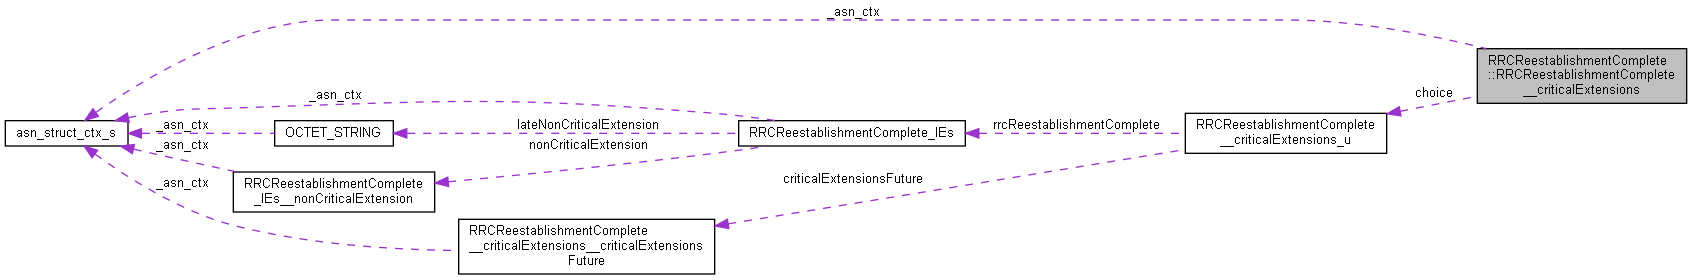 _asn_ctx
RRCReestablishmentComplete
::RRCReestablishmentComplete
__criticalExtensions
choice
_asn_ctx
asn_struct_ctx_s
_asn_ctx
OCTET_STRING
lateNonCriticalExtension
RRCReestablishmentComplete_IEs
rrcReestablishmentComplete
RRCReestablishmentComplete
__criticalExtensions_u
_asn_ctx
nonCriticalExtension
RRCReestablishmentComplete
_IEs__nonCriticalExtension
_asn_ctx
criticalExtensionsFuture
RRCReestablishmentComplete
__criticalExtensions__criticalExtensions
Future